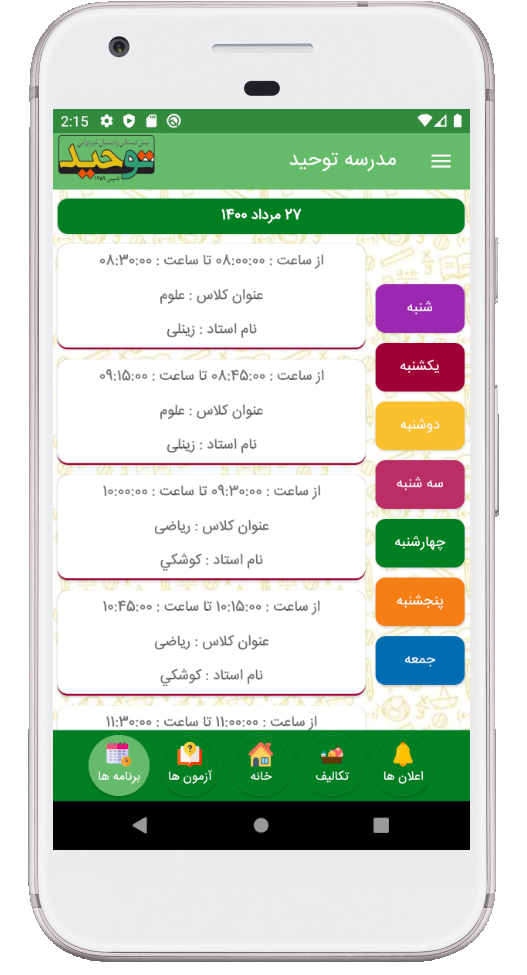 2:15
مدرسه توحید
توحید
۲۷ مرداد ۱۴۰۰
از ساعت : ۰۸:۰۰:۰۰ تا ساعت : ۰۸:۳۰:۰۰
عنوان کلاس : علوم
نام استاد : زینلی
از ساعت : ۰۸:۴۵:۰۰ تا ساعت : ۰۹:۱۵:۰۰
عنوان کلاس : علوم
نام استاد : زینلی
از ساعت : ۰۹:۳۰:۰۰ تا ساعت : ۱۰:۰۰:۰۰
عنوان کلاس : ریاضی
نام استاد : کوشکي
از ساعت : ۱۰:۱۵:۰۰ تا ساعت : ۱۰:۴۵:۰۰
عنوان کلاس : ریاضی
نام استاد : کوشکي
از ساعت : ۱۱:۰۰:۰۰ تا ساعت : ۱۱:۳۰:۰۰
شنبه
یکشنبه
دوشنبه
سه شنبه
چهارشنبه
پنجشنبه
جمعه
اعلان ها
تکالیف
خانه
آزمون ها
برنامه ها